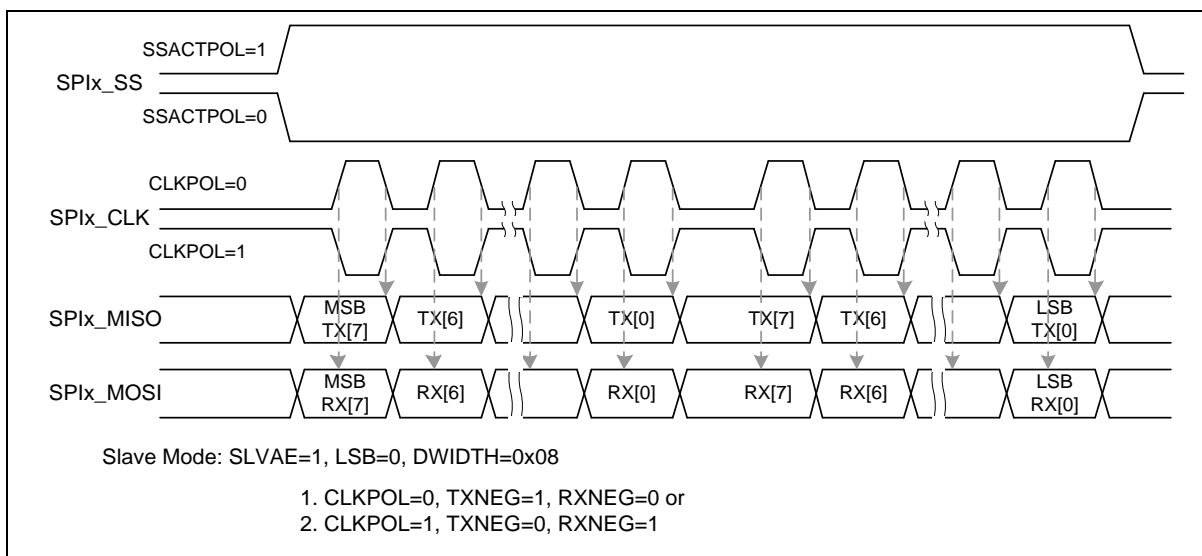 SSACTPOL=1
SPIx_SS
SSACTPOL=0
CLKPOL=0
SPIx_CLK
CLKPOL=1
SPIx_MISO
MSB
TX[7]
TX[6]
TX[0]
TX[7]
TX[6]
LSB
TX[0]
SPIx_MOSI
MSB
RX[7]
RX[6]
RX[0]
RX[7]
RX[6]
LSB
RX[0]
Slave Mode: SLVAE=1, LSB=0, DWIDTH=0x08
1. CLKPOL=0, TXNEG=1, RXNEG=0 or
2. CLKPOL=1, TXNEG=0, RXNEG=1